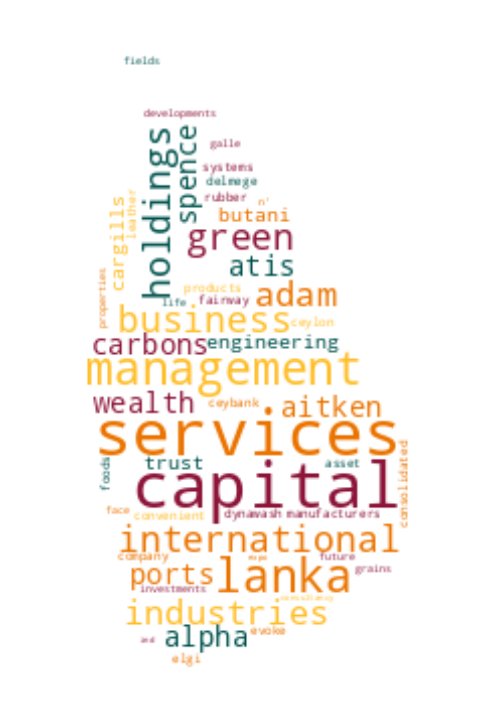 fields
developments
holdings
spence
galle
systems
delmege
rubber
n'
butani
cargills
leather
green
atis
properties
products
life
fairway
adam
business
ceylon
carbons
engineering
management
wealth
ceybank
aitken
services
foods
trust
asset
consolidated
capital
face
convenient
dynawash
manufacturers
international
company
future
ports
lanka
grains
investments
consultancy
industries
and
alpha
evoke
elgi